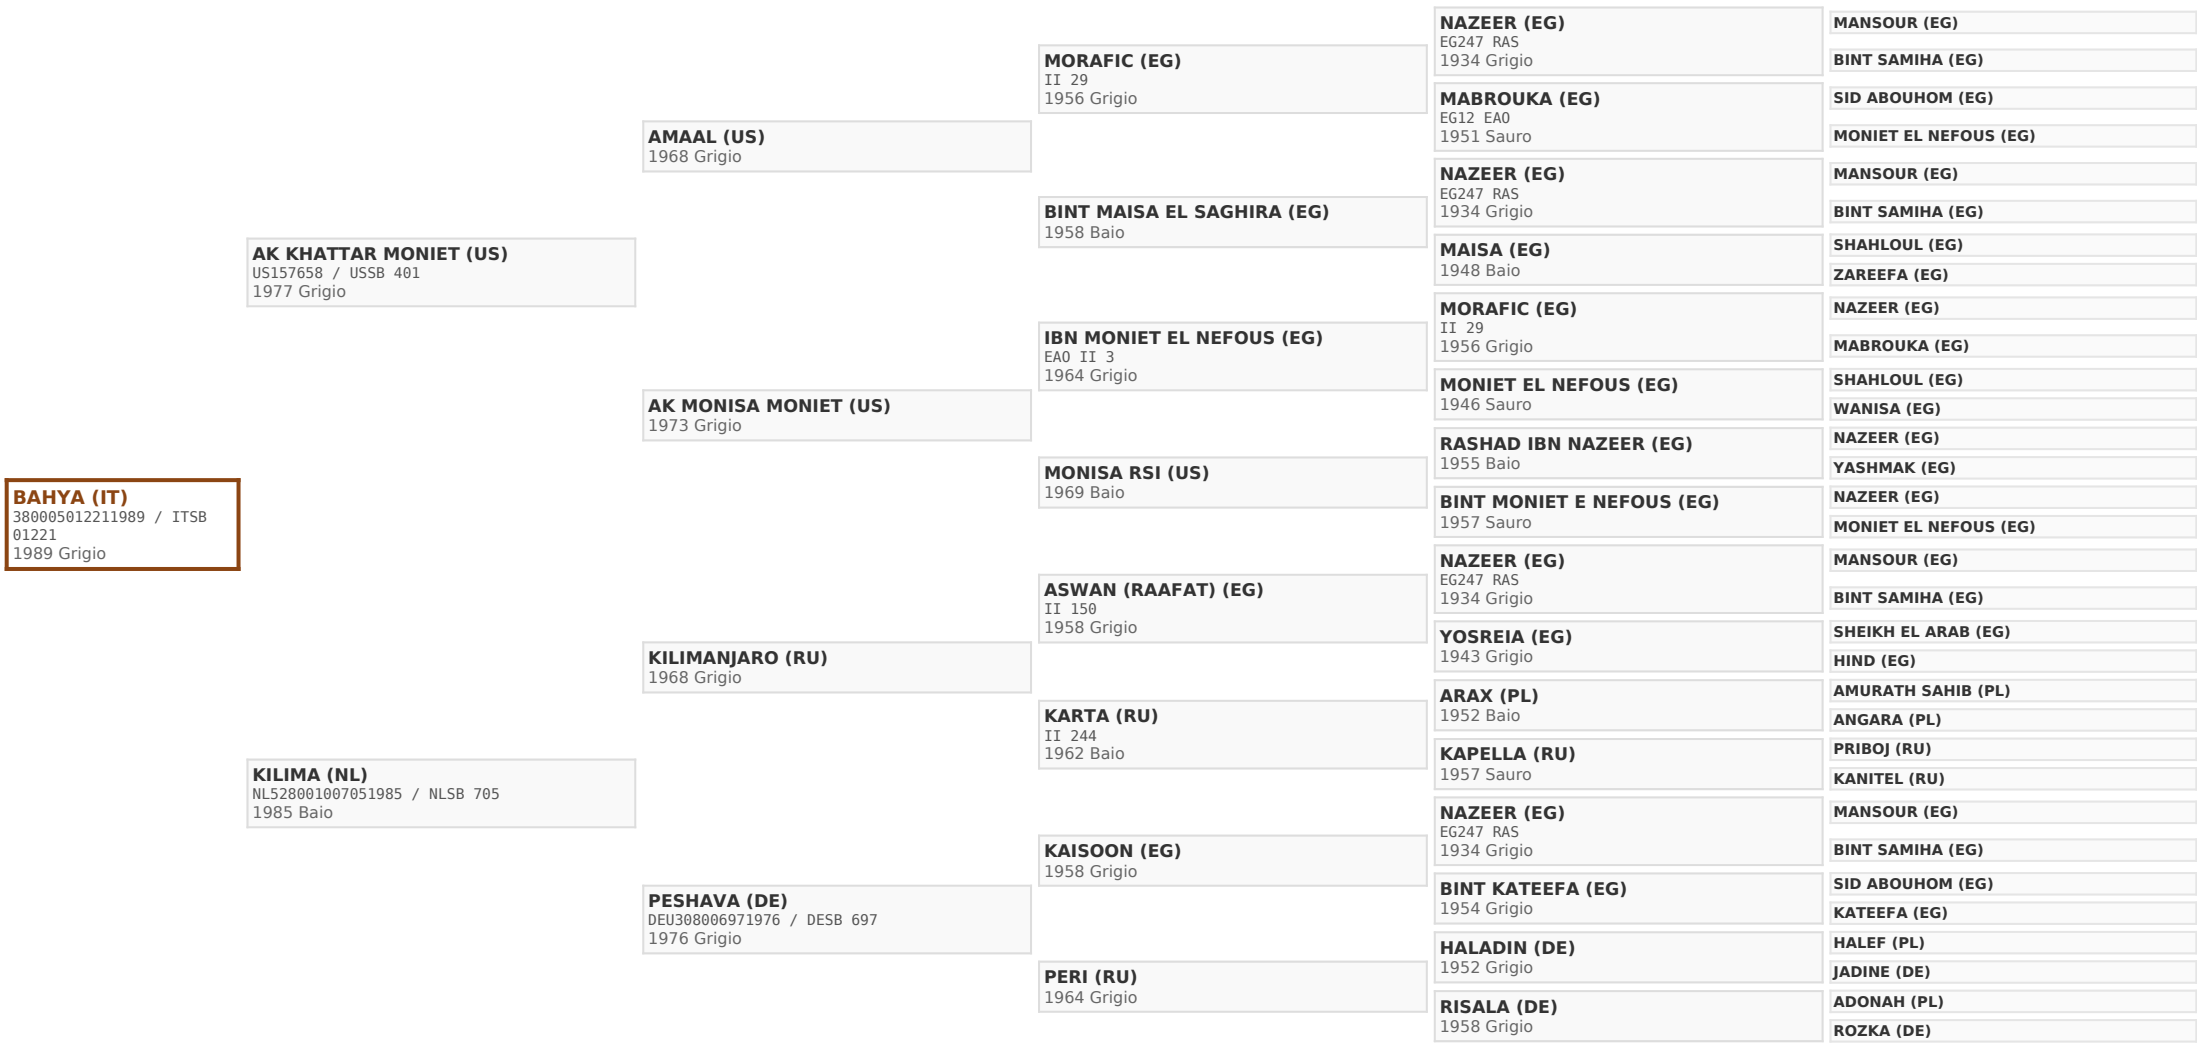 BAHYA (IT)
380005012211989 / ITSB
01221
1989 Grigio
AK KHATTAR MONIET (US)
US157658 / USSB 401
1977 Grigio
KILIMA (NL)
NL528001007051985 / NLSB 705
1985 Baio
AMAAL (US)
1968 Grigio
AK MONISA MONIET (US)
1973 Grigio
KILIMANJARO (RU)
1968 Grigio
PESHAVA (DE)
DEU308006971976 / DESB 697
1976 Grigio
MORAFIC (EG)
II 29
1956 Grigio
BINT MAISA EL SAGHIRA (EG)
1958 Baio
IBN MONIET EL NEFOUS (EG)
EAO II 3
1964 Grigio
MONISA RSI (US)
1969 Baio
ASWAN (RAAFAT) (EG)
II 150
1958 Grigio
KARTA (RU)
II 244
1962 Baio
KAISOON (EG)
1958 Grigio
PERI (RU)
1964 Grigio
NAZEER (EG)
EG247 RAS
1934 Grigio
MABROUKA (EG)
EG12 EAO
1951 Sauro
NAZEER (EG)
EG247 RAS
1934 Grigio
MAISA (EG)
1948 Baio
MORAFIC (EG)
II 29
1956 Grigio
MONIET EL NEFOUS (EG)
1946 Sauro
RASHAD IBN NAZEER (EG)
1955 Baio
BINT MONIET E NEFOUS (EG)
1957 Sauro
NAZEER (EG)
EG247 RAS
1934 Grigio
YOSREIA (EG)
1943 Grigio
ARAX (PL)
1952 Baio
KAPELLA (RU)
1957 Sauro
NAZEER (EG)
EG247 RAS
1934 Grigio
BINT KATEEFA (EG)
1954 Grigio
HALADIN (DE)
1952 Grigio
RISALA (DE)
1958 Grigio
MANSOUR (EG)
BINT SAMIHA (EG)
SID ABOUHOM (EG)
MONIET EL NEFOUS (EG)
MANSOUR (EG)
BINT SAMIHA (EG)
SHAHLOUL (EG)
ZAREEFA (EG)
NAZEER (EG)
MABROUKA (EG)
SHAHLOUL (EG)
WANISA (EG)
NAZEER (EG)
YASHMAK (EG)
NAZEER (EG)
MONIET EL NEFOUS (EG)
MANSOUR (EG)
BINT SAMIHA (EG)
SHEIKH EL ARAB (EG)
HIND (EG)
AMURATH SAHIB (PL)
ANGARA (PL)
PRIBOJ (RU)
KANITEL (RU)
MANSOUR (EG)
BINT SAMIHA (EG)
SID ABOUHOM (EG)
KATEEFA (EG)
HALEF (PL)
JADINE (DE)
ADONAH (PL)
ROZKA (DE)